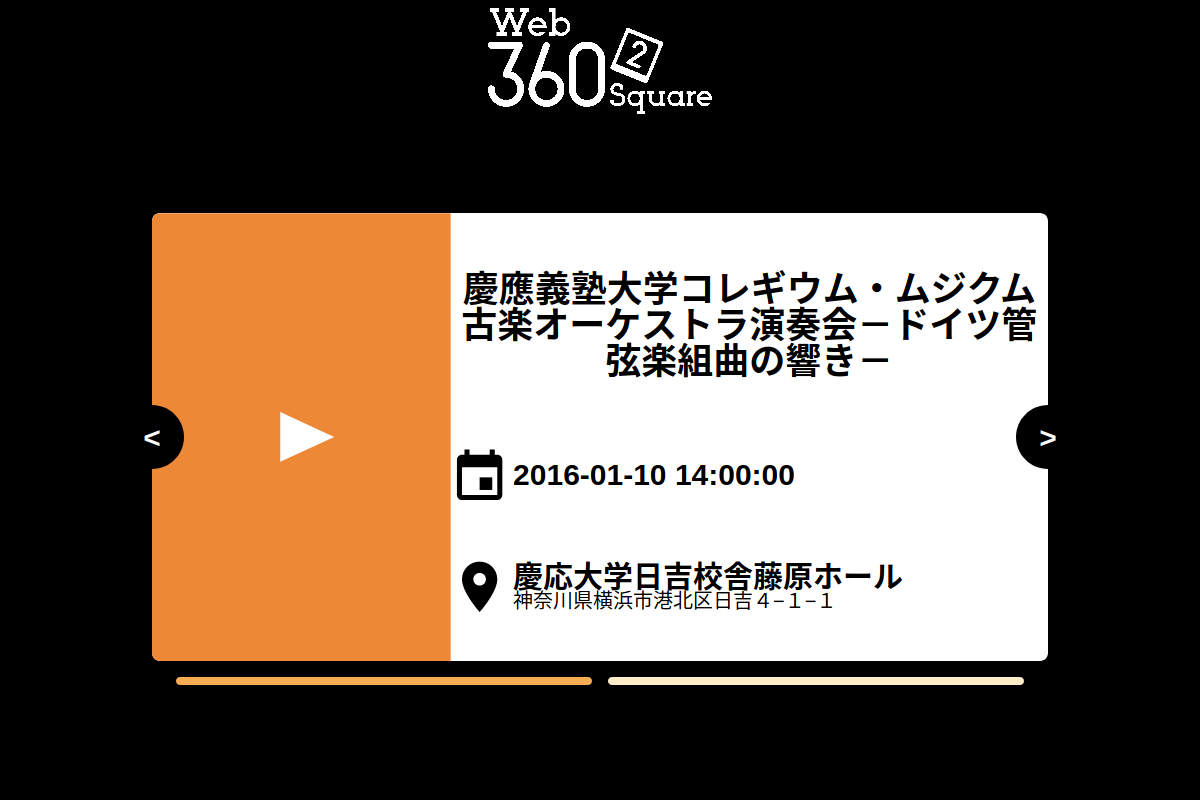 Web
360 2
Square
慶應義塾大学コレギウム・ムジクム
古楽オーケストラ演奏会－ドイツ管
弦楽組曲の響き－
<
>
2016-01-10 14:00:00
慶応大学日吉校舎藤原ホール
神奈川県横浜市港北区日吉４−１−１